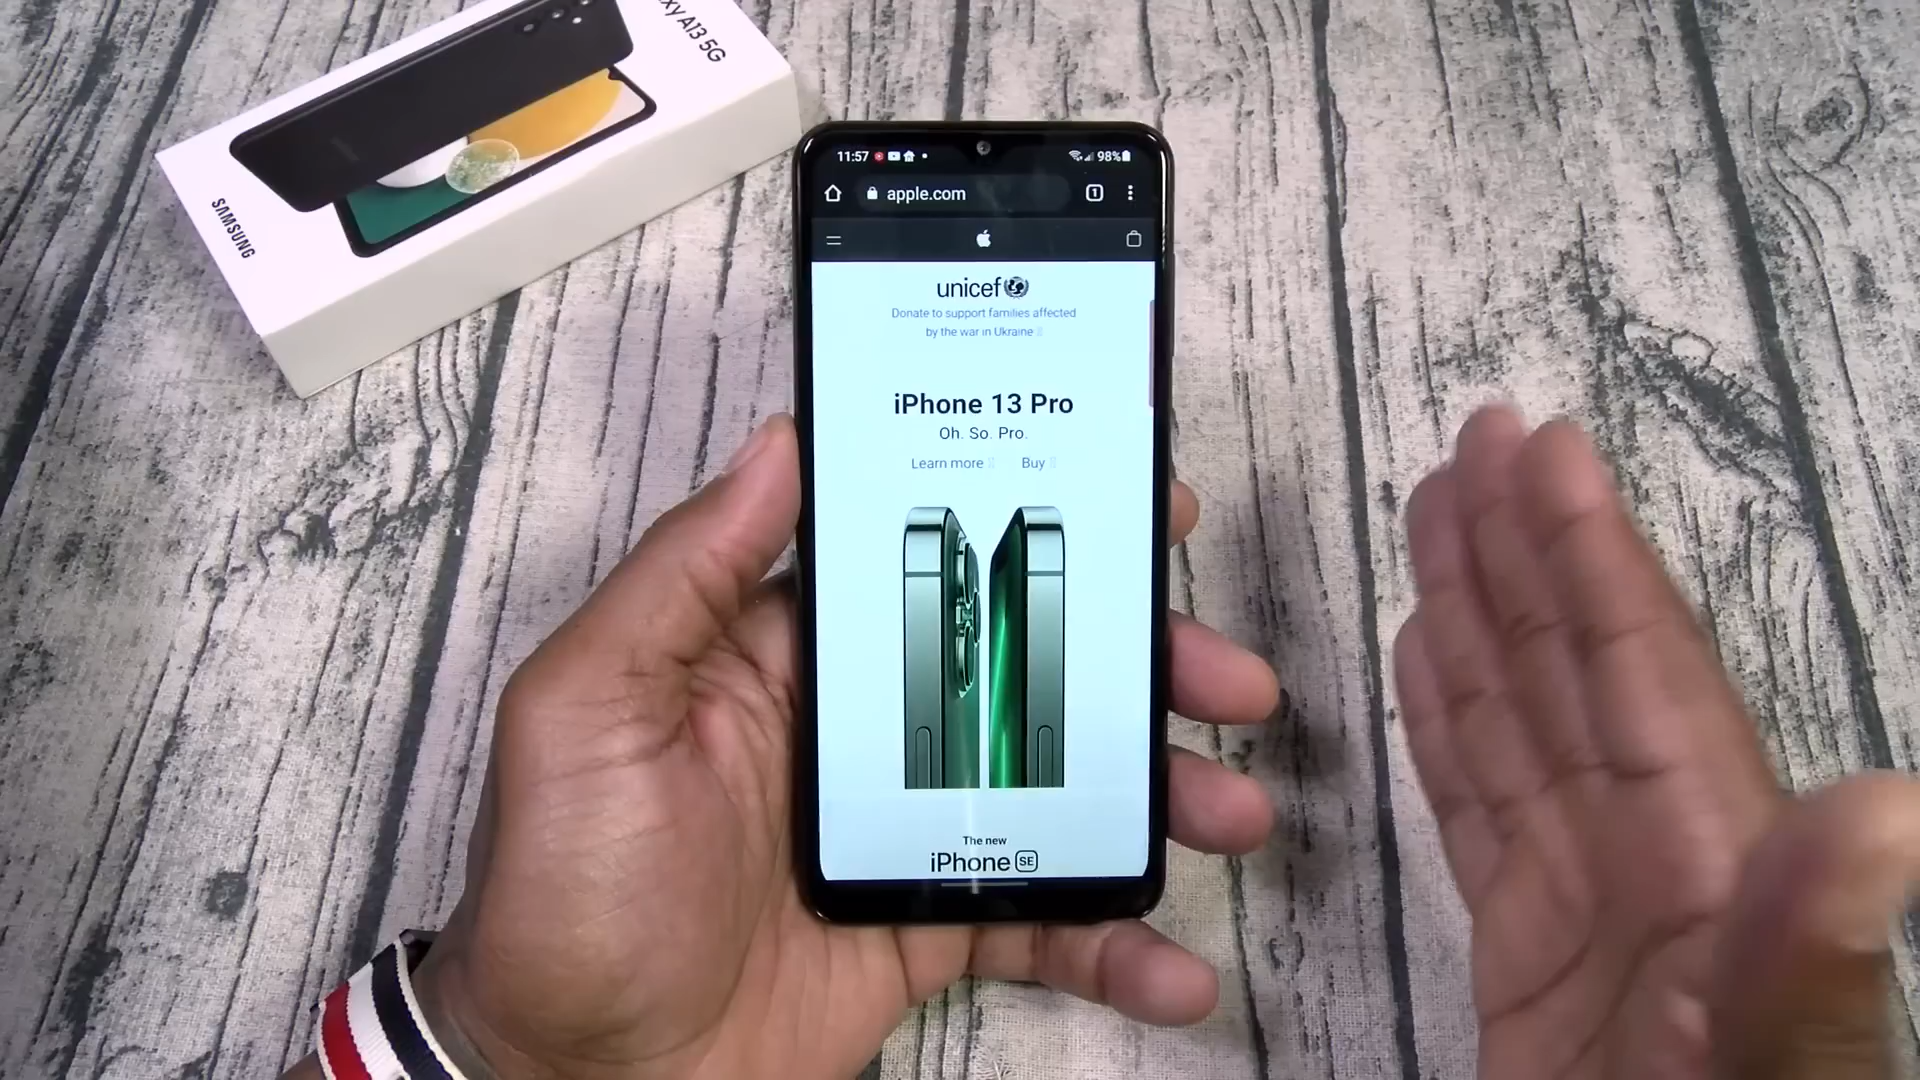 A13 5G
SAMSUNG
11:57
98%
apple.com
1
unicef
Donate to support families affected
by the war in Ukraine
iPhone 13 Pro
Oh. So. Pro.
Learn more Buy
The new
iPhone SE